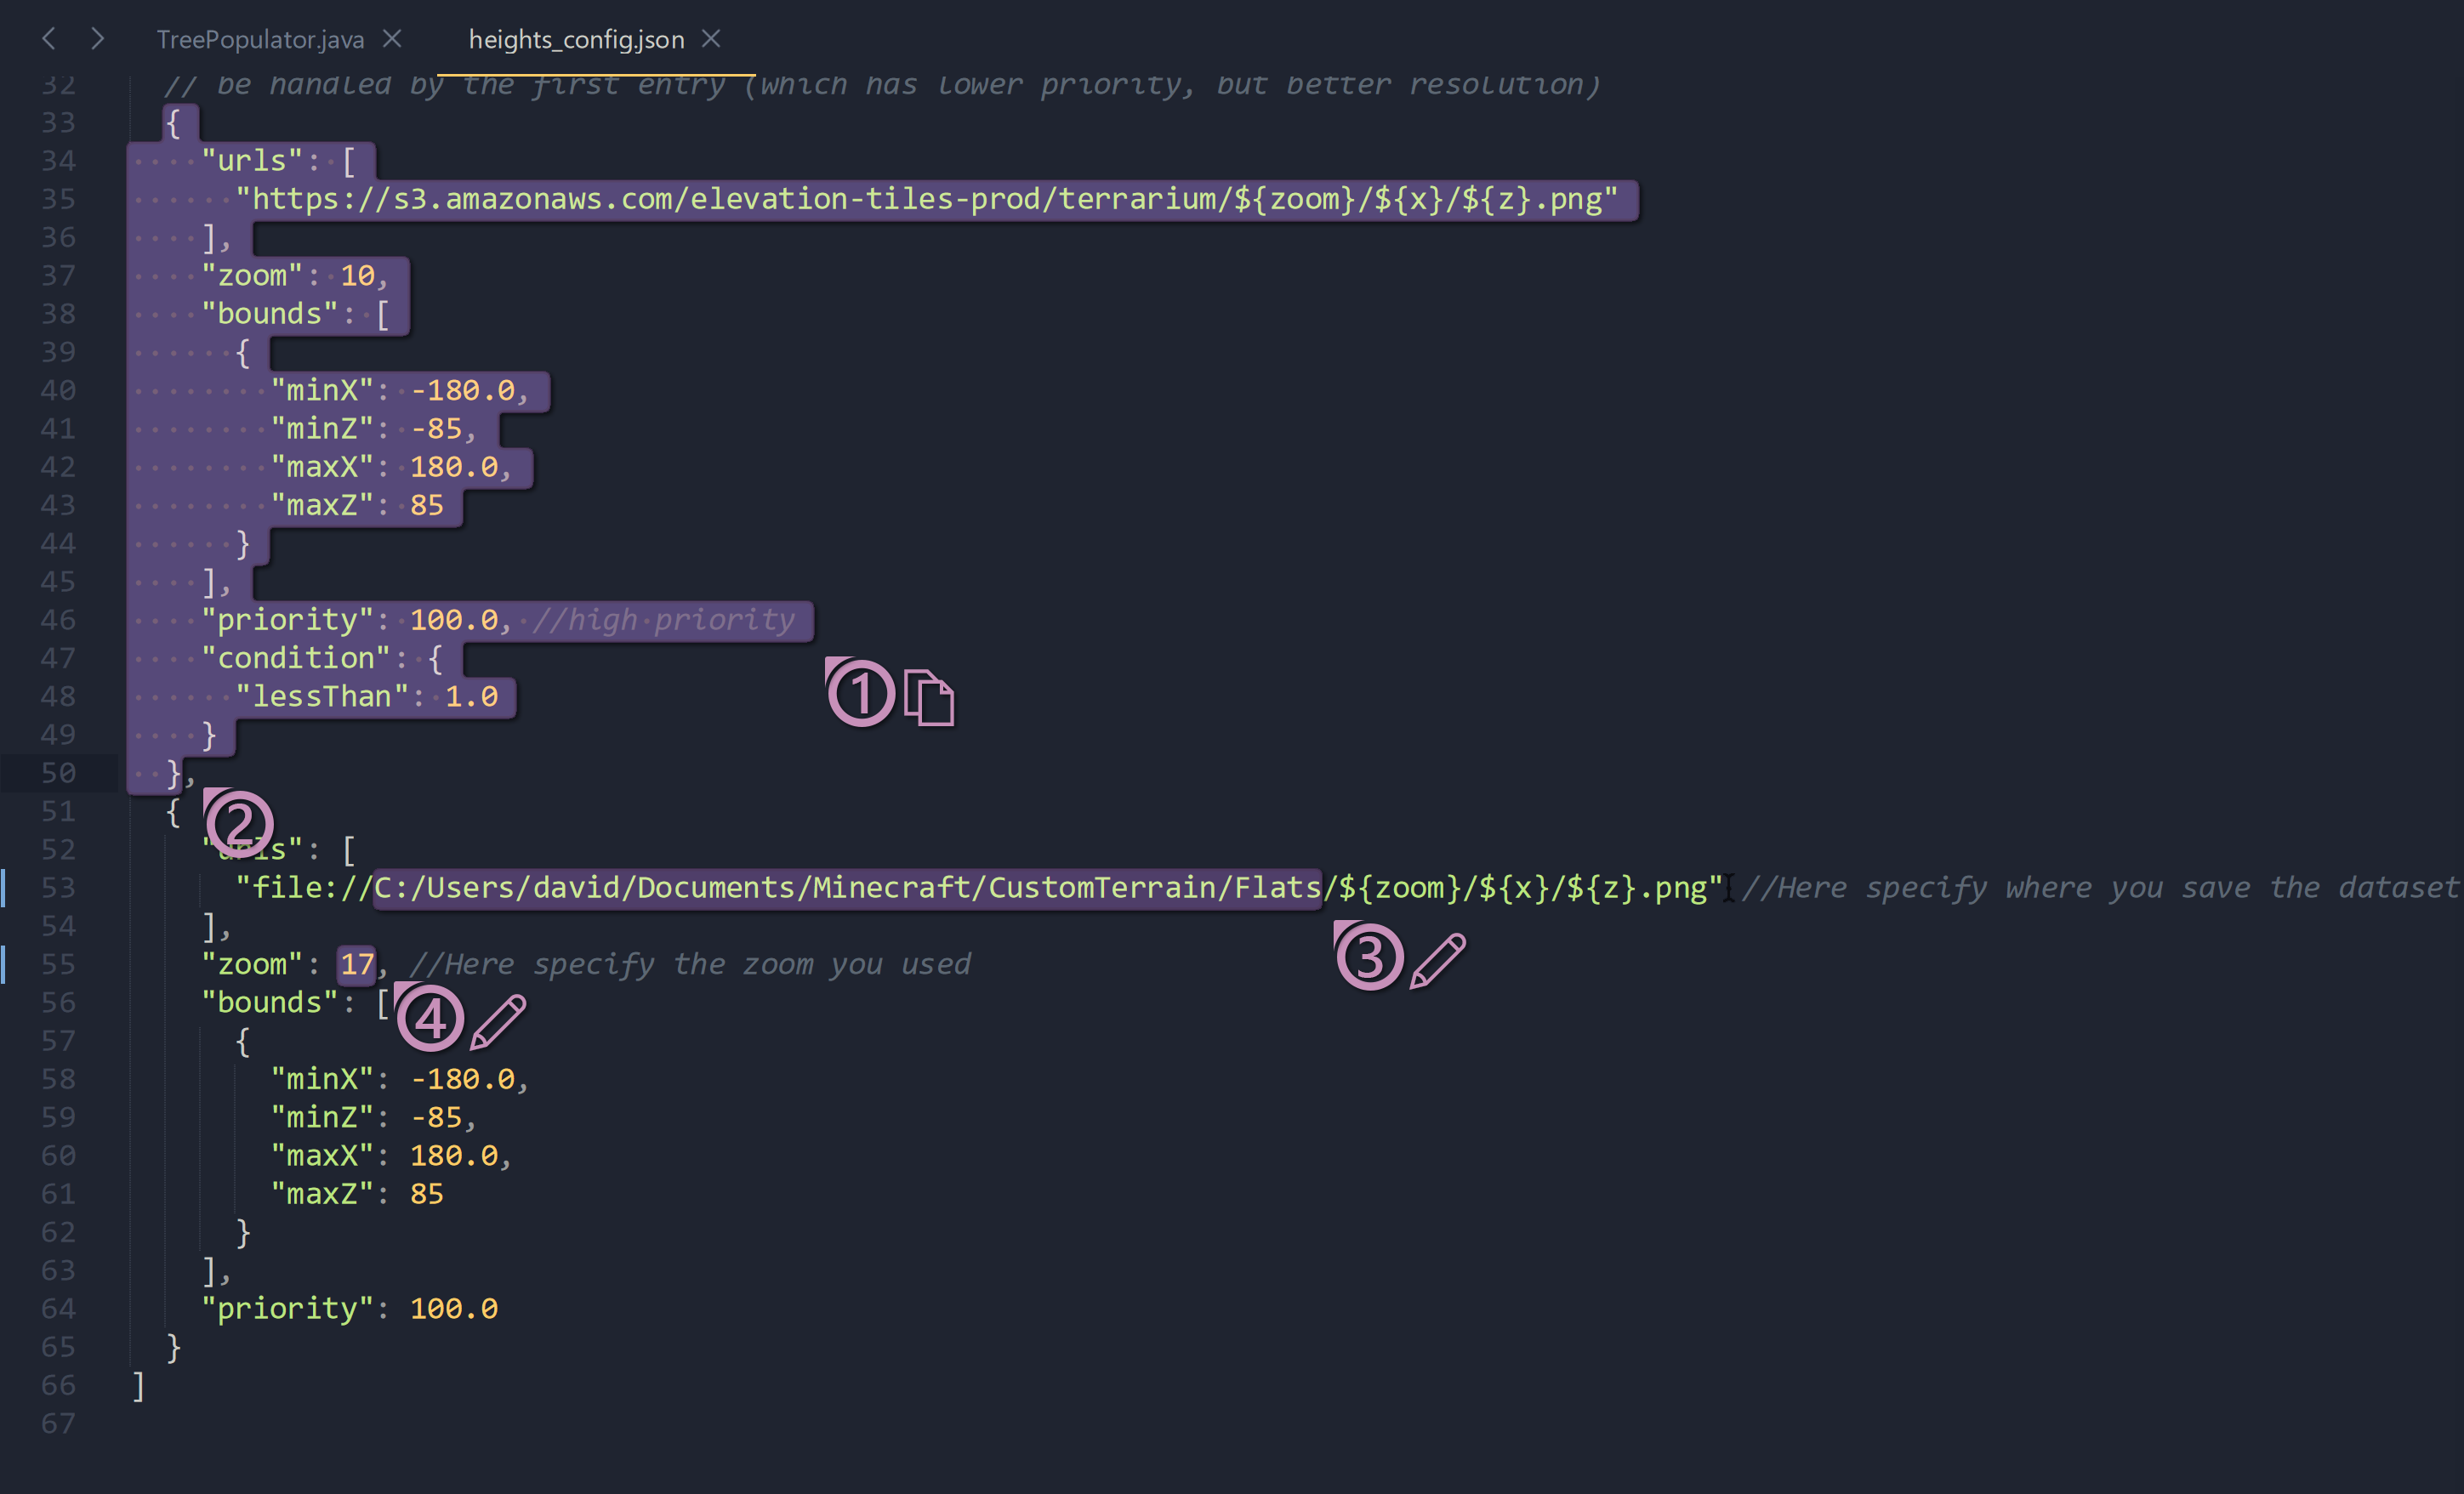 TreePopulator.java heights_config.json
32 // be handled by the first entry (which has lower priority, but better resolution)
33 {
34 "urls": [
35 "https://s3.amazonaws.com/elevation-tiles-prod/terrarium/${zoom}/${x}/${z}.png"
36 ],
37 "zoom": 10,
38 "bounds": [
39 {
40 "minX": -180.0,
41 "minZ": -85,
42 "maxX": 180.0,
43 "maxZ": 85
44 }
45 ],
46 "priority": 100.0, //high priority
47 "condition": {
1
48 "lessThan": 1.0
49 }
50 },
51 {
2
52 "urls": [
53 "file://C:/Users/david/Documents/Minecraft/CustomTerrain/Flats/${zoom}/${x}/${z}.png" //Here specify where you save the dataset
54 ],
3
55 "zoom": 17, //Here specify the zoom you used
56 "bounds": [
4
57 {
58 "minX": -180.0,
59 "minZ": -85,
60 "maxX": 180.0,
61 "maxZ": 85
62 }
63 ],
64 "priority": 100.0
65 }
66 ]
67